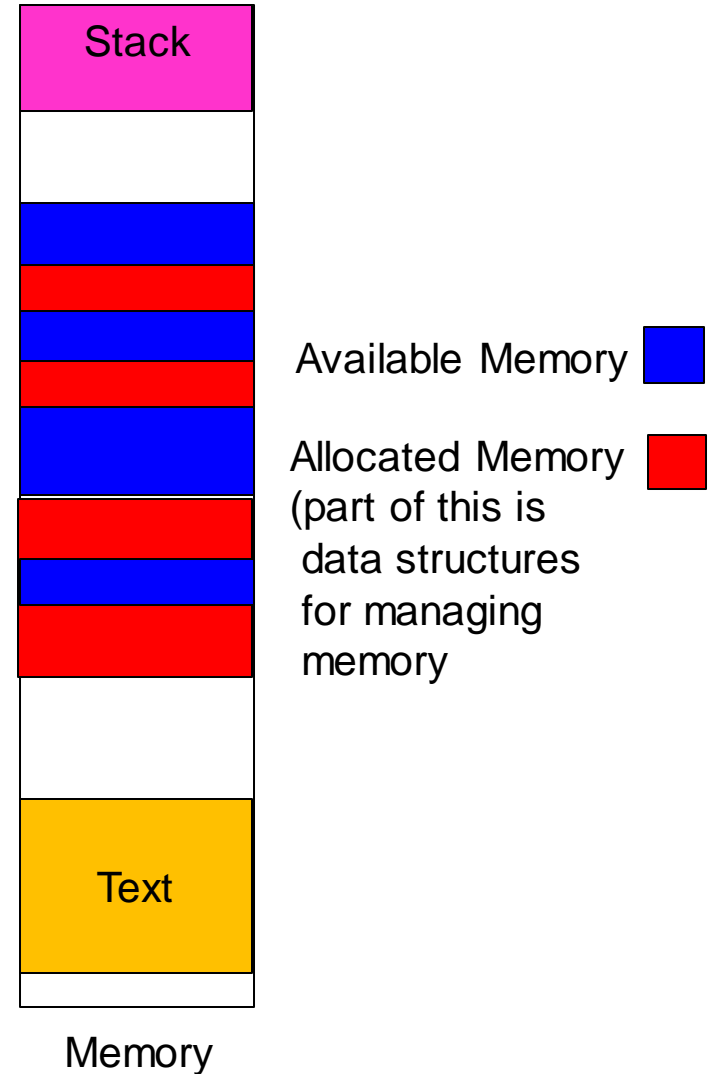 Stack
Available Memory
Allocated Memory
(part of this is
data structures
for managing
memory
Text
Memory